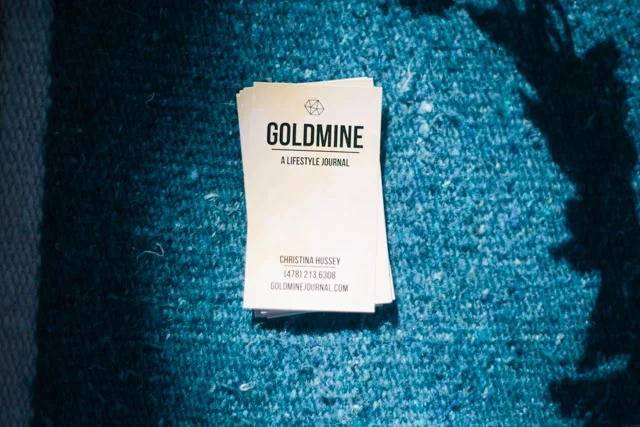 GOLDMINE
A LIFESTYLE JOURNAL
CHRISTINA HUSSEY
(478) 213.6308
GOLDMINEJOURNAL.COM